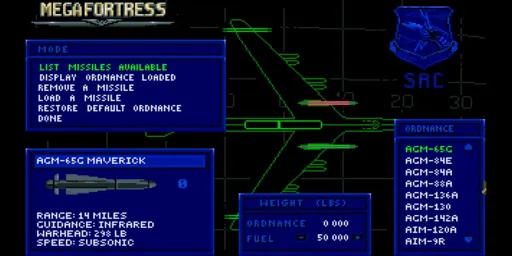 MEGAFORTRESS
MODE
LIST MISSILES AVAILABLE
DISPLAY ORDNANCE LOADED
REMOVE A MISSILE
LOAD A MISSILE
RESTORE DEFAULT ORDNANCE
DONE
SAC
10 20 30
AGM-65G MAVERICK
0
RANGE: 14 MILES
GUIDANCE: INFRARED
WARHEAD: 298 LB
SPEED: SUBSONIC
WEIGHT (LBS)
ORDNANCE 0 000
FUEL - 50 000 +
ORDNANCE
AGM-65G
AGM-84E
AGM-84A
AGM-88A
AGM-136A
AGM-130
AGM-142A
AIM-120A
AIM-9R